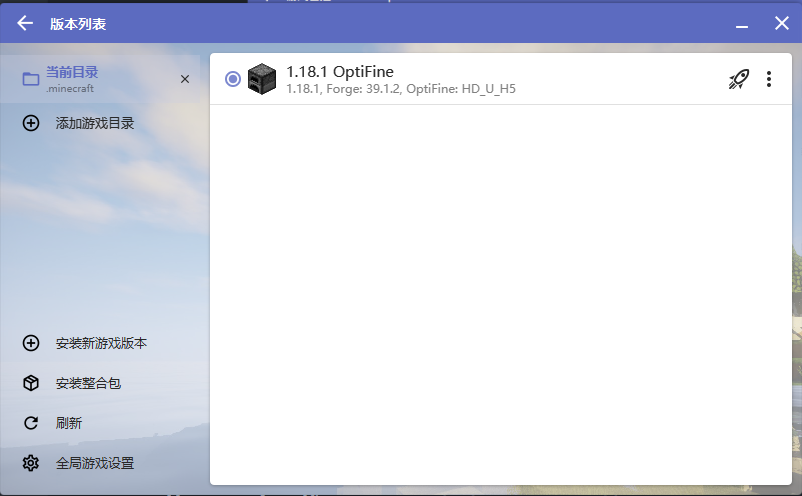 版本列表
当前目录
.minecraft
添加游戏目录
1.18.1 OptiFine
1.18.1, Forge: 39.1.2, OptiFine: HD_U_H5
安装新游戏版本
安装整合包
刷新
全局游戏设置